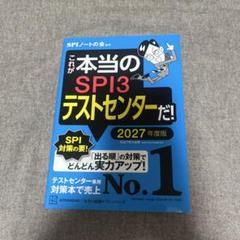 SPIノートの会
これが
本当の
SPI3
テストセンターだ!
2027年度版
SPI
対策の要!
「出る順」の対策で
どんどん実力アップ!
テストセンター専用
対策本で売上
No.1